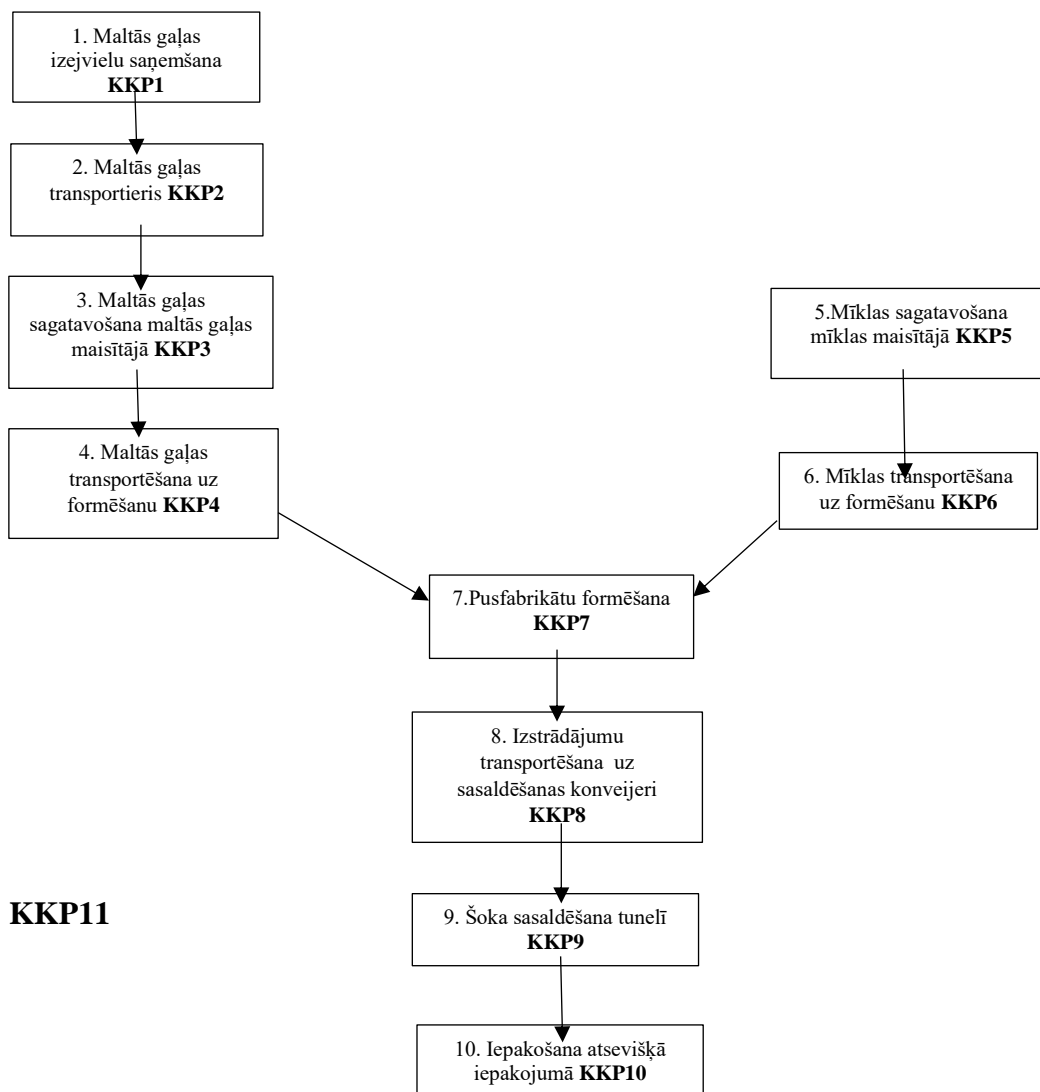 1. Maltās gaļas
izejvielu saņemšana
KKP1
2. Maltās gaļas
transportieris KKP2
3. Maltās gaļas
sagatavošana maltās gaļas
maisītājā KKP3
4. Maltās gaļas
transportēšana uz
formēšanu KKP4
5.Mīklas sagatavošana
mīklas maisītājā KKP5
6. Mīklas transportēšana
uz formēšanu KKP6
7.Pusfabrikātu formēšana
KKP7
8. Izstrādājumu
transportēšana uz
sasaldēšanas konveijeri
KKP8
KKP11
9. Šoka sasaldēšana tunelī
KKP9
10. Iepakošana atsevišķā
iepakojumā KKP10